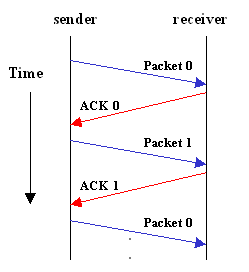 sender receiver
Packet 0
Time
ACK 0
Packet 1
ACK 1
Packet 0